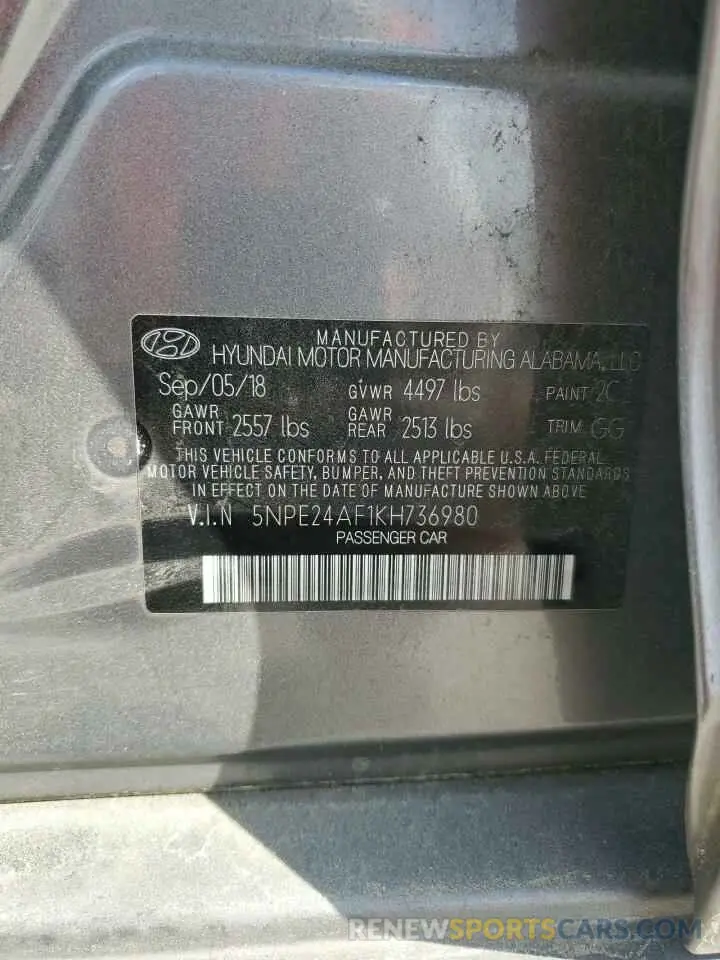 MANUFACTURED BY
HYUNDAI MOTOR MANUFACTURING ALABAMA, LLC
Sep/05/18 GVWR 4497 lbs PAINT 2C
GAWR FRONT 2557 lbs GAWR REAR 2513 lbs TRIM GG
THIS VEHICLE CONFORMS TO ALL APPLICABLE U.S.A. FEDERAL
MOTOR VEHICLE SAFETY, BUMPER, AND THEFT PREVENTION STANDARDS
IN EFFECT ON THE DATE OF MANUFACTURE SHOWN ABOVE
V.I.N 5NPE24AF1KH736980
PASSENGER CAR
RENEWSPORTSCARS.COM